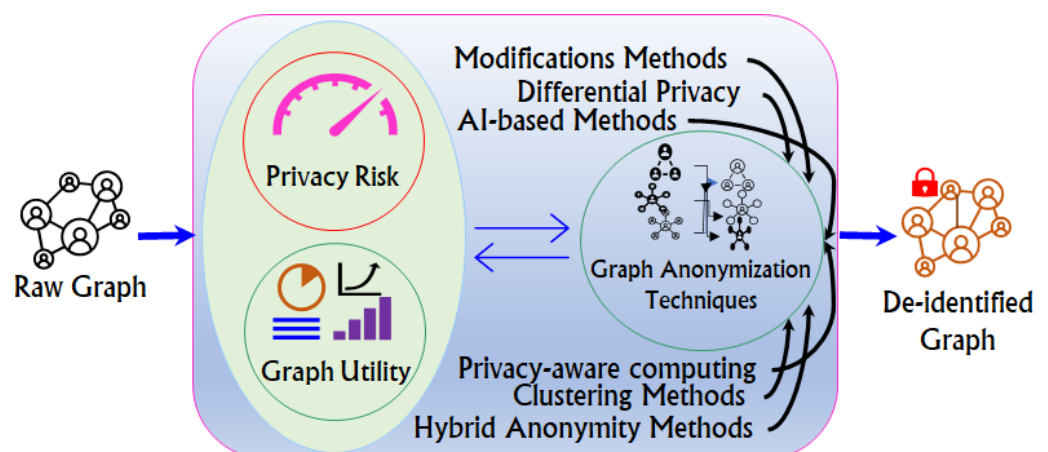 Modifications Methods
Differential Privacy
AI-based Methods
Privacy Risk
Raw Graph
Graph Anonymization
Techniques
De-identified
Graph
Graph Utility
Privacy-aware computing
Clustering Methods
Hybrid Anonymity Methods